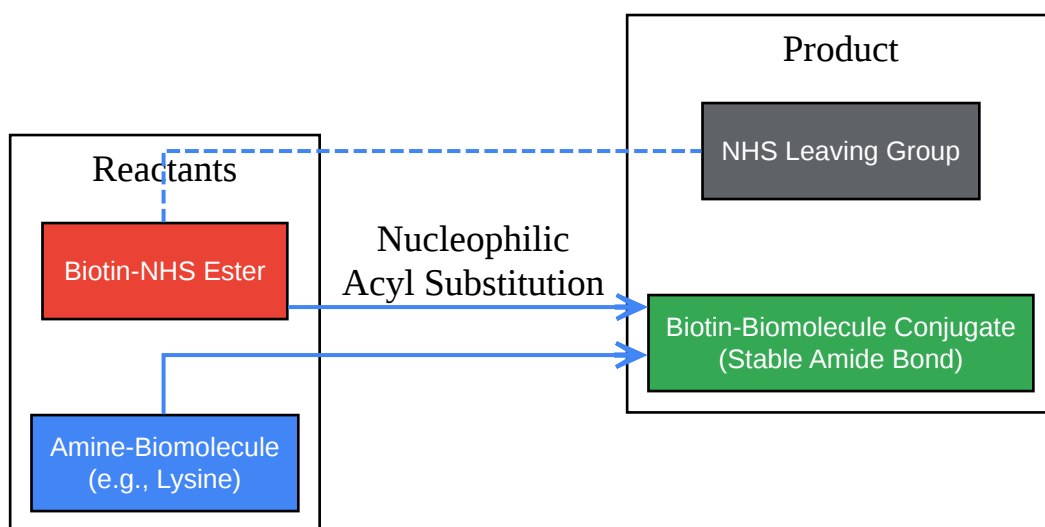 Product
NHS Leaving Group
Reactants
Biotin-NHS Ester
Nucleophilic
Acyl Substitution
Biotin-Biomolecule Conjugate
(Stable Amide Bond)
Amine-Biomolecule
(e.g., Lysine)